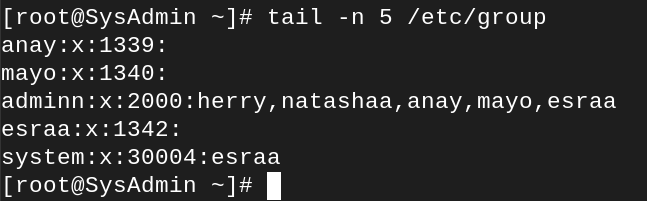 [root@SysAdmin ~]# tail -n 5 /etc/group
anay:x:1339:
mayo:x:1340:
adminn:x:2000:herry,natashaa,anay,mayo,esraa
esraa:x:1342:
system:x:30004:esraa
[root@SysAdmin ~]#